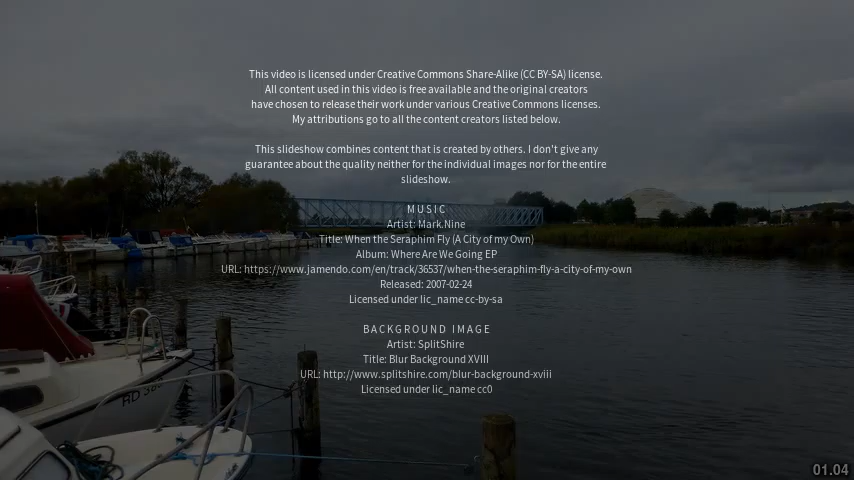 This video is licensed under Creative Commons Share-Alike (CC BY-SA) license.
All content used in this video is free available and the original creators
have chosen to release their work under various Creative Commons licenses.
My attributions go to all the content creators listed below.
This slideshow combines content that is created by others. I don't give any
guarantee about the quality neither for the individual images nor for the entire
slideshow.
MUSIC
Artist: Mark,Nine
Title: When the Seraphim Fly (A City of my Own)
Album: Where Are We Going EP
URL: https://www.jamendo.com/en/track/36537/when-the-seraphim-fly-a-city-of-my-own
Released: 2007-02-24
Licensed under lic_name cc-by-sa
BACKGROUND IMAGE
Artist: SplitShire
Title: Blur Background XVIII
URL: http://www.splitshire.com/blur-background-xviii
Licensed under lic_name cc0
RD
01.04